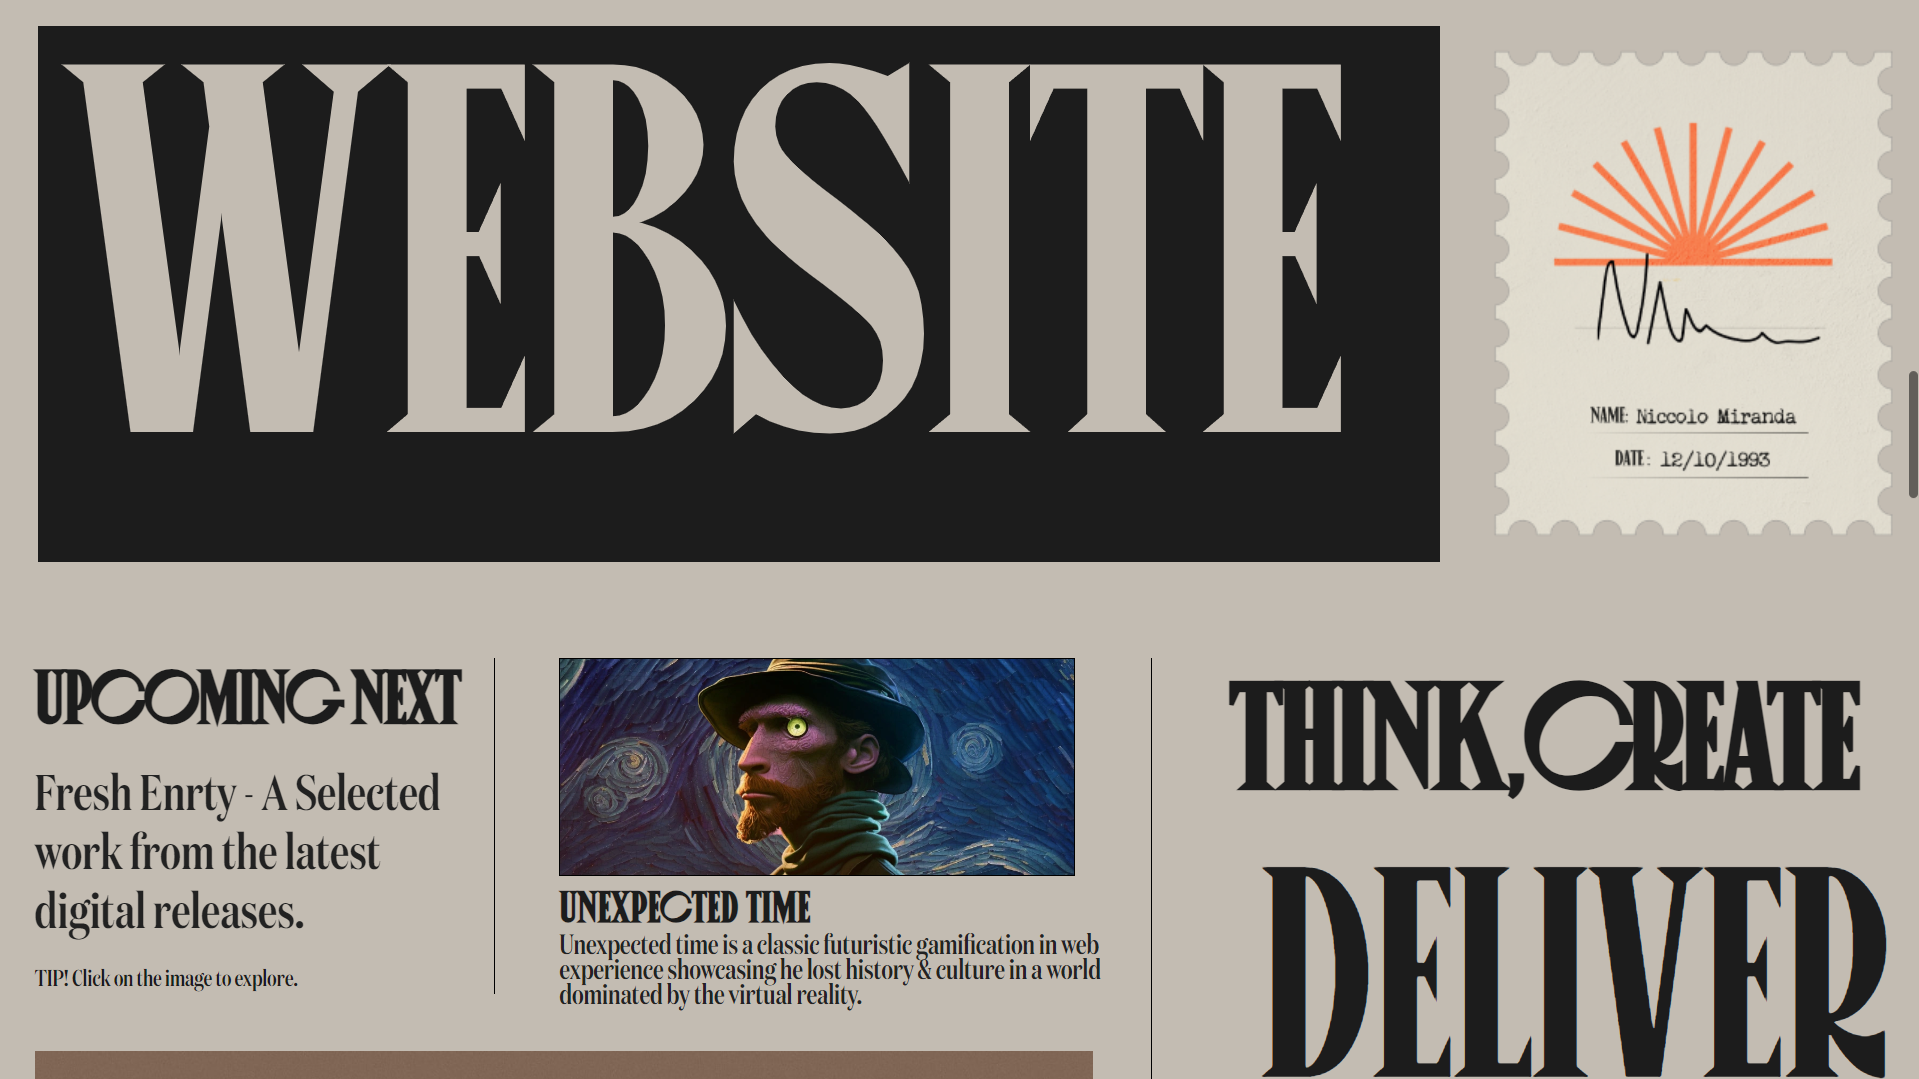 WEBSITE
NAME: Niccolo Miranda
DATE: 12/10/1993
UPCOMING NEXT
Fresh Enrty - A Selected
work from the latest
digital releases.
TIP! Click on the image to explore.
UNEXPECTED TIME
Unexpected time is a classic futuristic gamification in web
experience showcasing he lost history & culture in a world
dominated by the virtual reality.
THINK, CREATE
DELIVER